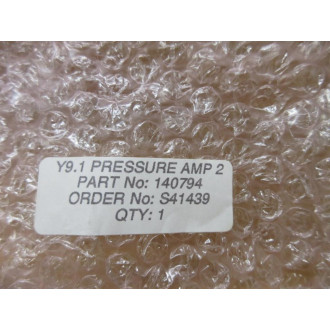 Y9.1 PRESSURE AMP 2
PART No: 140794
ORDER No: S41439
QTY: 1